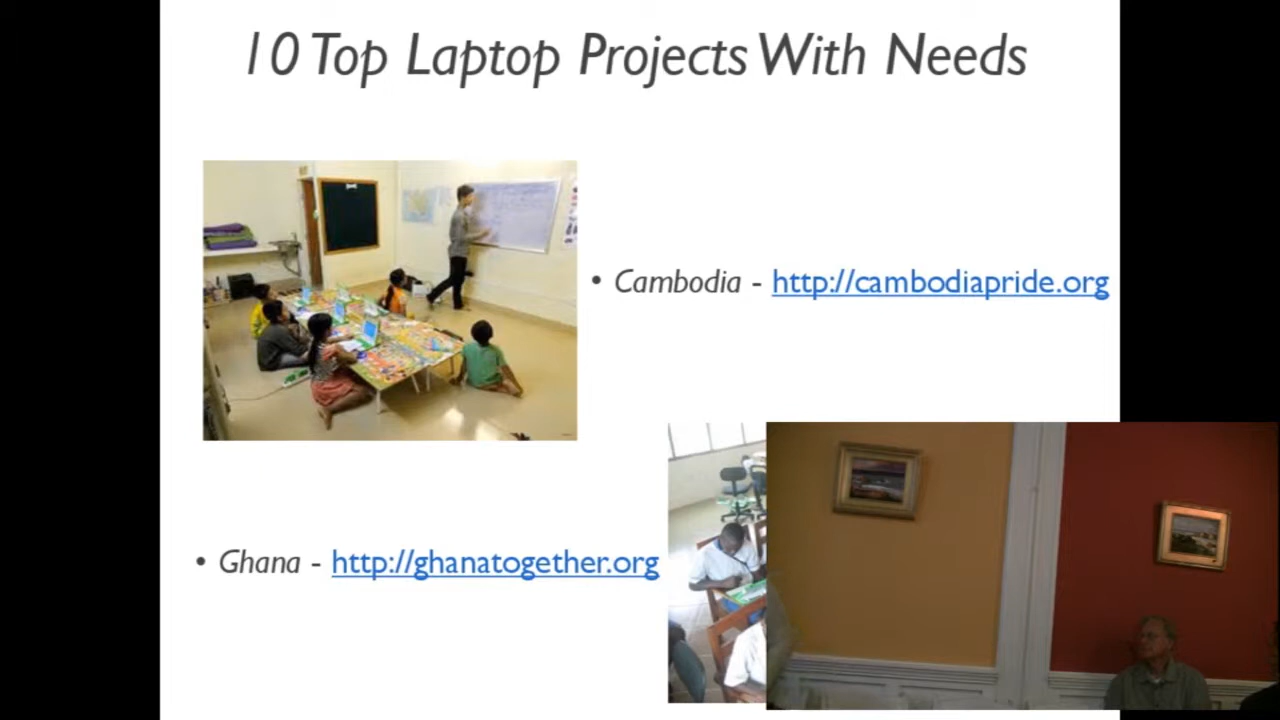 10 Top Laptop Projects With Needs
• Cambodia - http://cambodiapride.org
• Ghana - http://ghanatogether.org